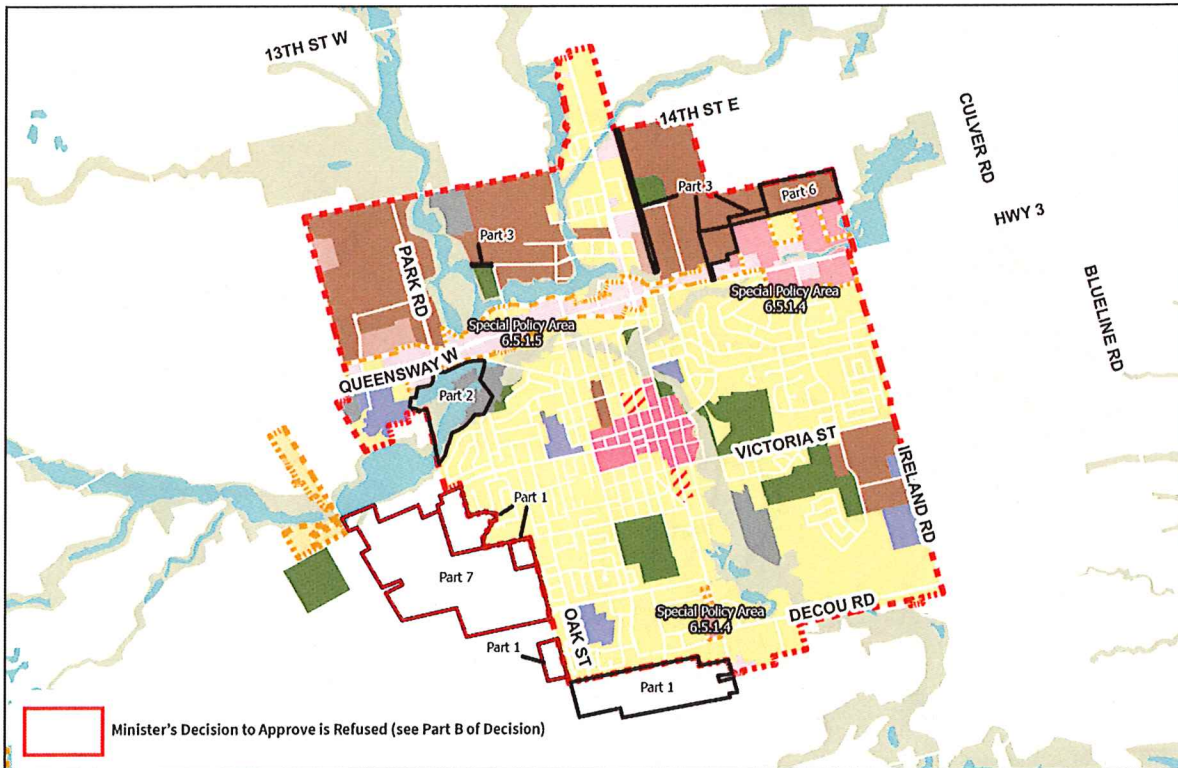 13TH ST W
14TH ST E
CULVER RD
HWY 3
BLUELINE RD
Part 3
Part 6
PARK RD
Part 3
Special Policy Area
6.5.1.4
Special Policy Area
6.5.1.5
QUEENSWAY W
Part 2
VICTORIA ST
IRELAND RD
Part 1
Part 7
OAK ST
Special Policy Area
6.5.1.4
DECOU RD
Part 1
Part 1
Minister's Decision to Approve is Refused (see Part B of Decision)